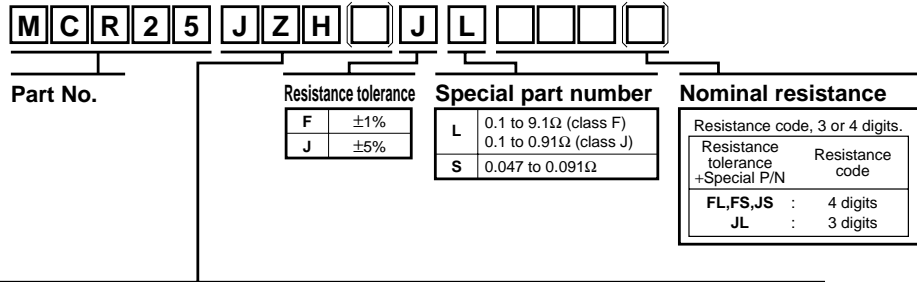 M C R 2 5 J Z H J L
Part No.
Resistance tolerance
F ±1%
J ±5%
Special part number
L 0.1 to 9.1Ω (class F)
0.1 to 0.91Ω (class J)
S 0.047 to 0.091Ω
Nominal resistance
Resistance code, 3 or 4 digits.
Resistance tolerance +Special P/N Resistance code
FL,FS,JS : 4 digits
JL : 3 digits